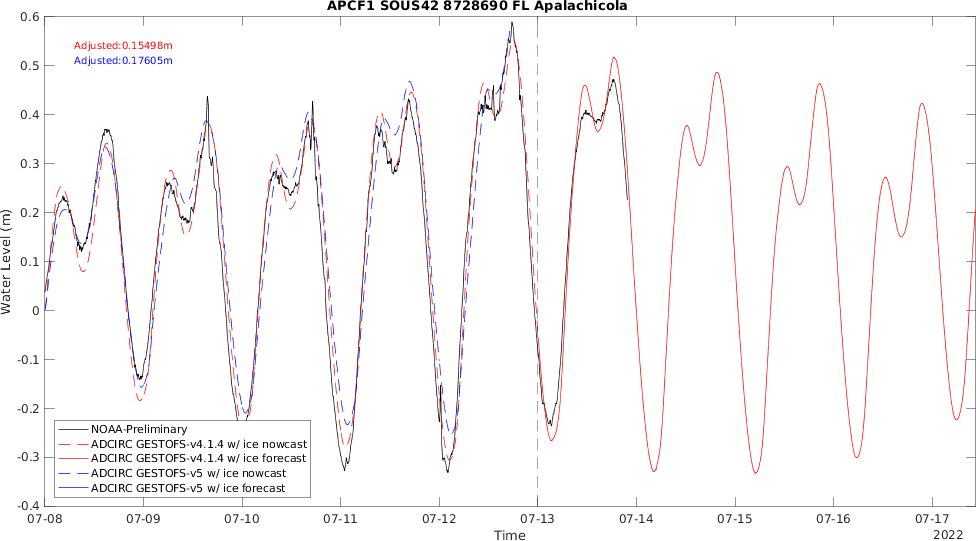 APCF1 SOUS42 8728690 FL Apalachicola
0.6
Adjusted:0.15498m
Adjusted:0.17605m
0.5
0.4
0.3
0.2
0.1
0
-0.1
-0.2
-0.3
-0.4
Water Level (m)
NOAA-Preliminary
ADCIRC GESTOFS-v4.1.4 w/ ice nowcast
ADCIRC GESTOFS-v4.1.4 w/ ice forecast
ADCIRC GESTOFS-v5 w/ ice nowcast
ADCIRC GESTOFS-v5 w/ ice forecast
07-08 07-09 07-10 07-11 07-12 07-13 07-14 07-15 07-16 07-17
Time
2022